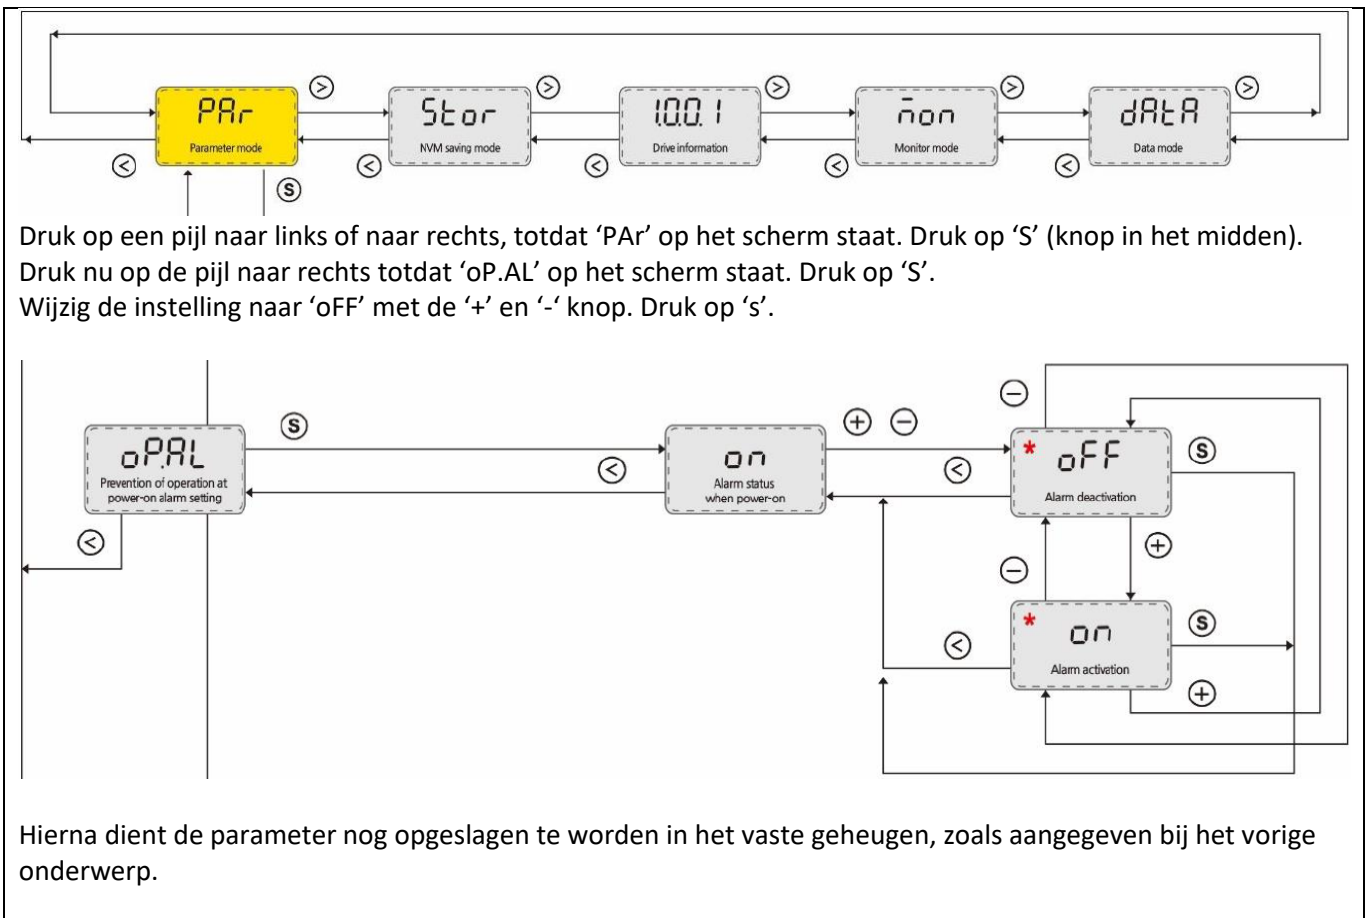 > > > > >
PAr Stor 1.0.0.1 mon dAtA
Parameter mode NVM saving mode Drive information Monitor mode Data mode
< < < < <
S
Druk op een pijl naar links of naar rechts, totdat ‘PAr’ op het scherm staat. Druk op ‘S’ (knop in het midden).
Druk nu op de pijl naar rechts totdat ‘oP.AL’ op het scherm staat. Druk op ‘S’.
Wijzig de instelling naar ‘oFF’ met de ‘+’ en ‘-‘ knop. Druk op ‘s’.
−
S + −
oP.AL on * oFF S
Prevention of operation at
power-on alarm setting
Alarm status
when power-on
Alarm deactivation
< <
< +
−
* on S
Alarm activation
<
+
Hierna dient de parameter nog opgeslagen te worden in het vaste geheugen, zoals aangegeven bij het vorige
onderwerp.